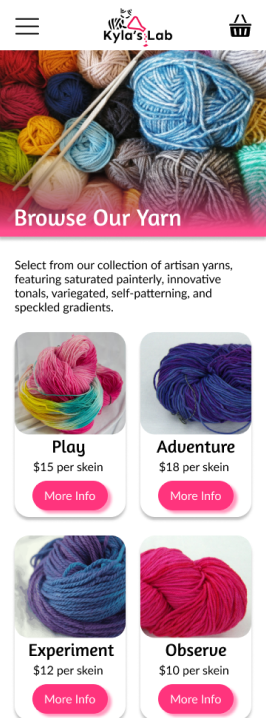 Kyla's Lab
Browse Our Yarn
Select from our collection of artisan yarns,
featuring saturated painterly, innovative
tonals, variegated, self-patterning, and
speckled gradients.
Play
$15 per skein
More Info
Adventure
$18 per skein
More Info
Experiment
$12 per skein
More Info
Observe
$10 per skein
More Info